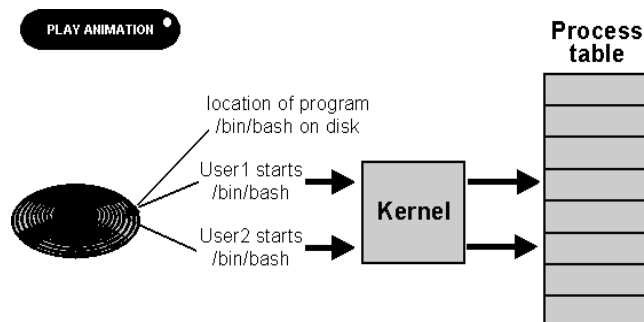 PLAY ANIMATION
Process
table
location of program
/bin/bash on disk
User1 starts
/bin/bash
Kernel
User2 starts
/bin/bash